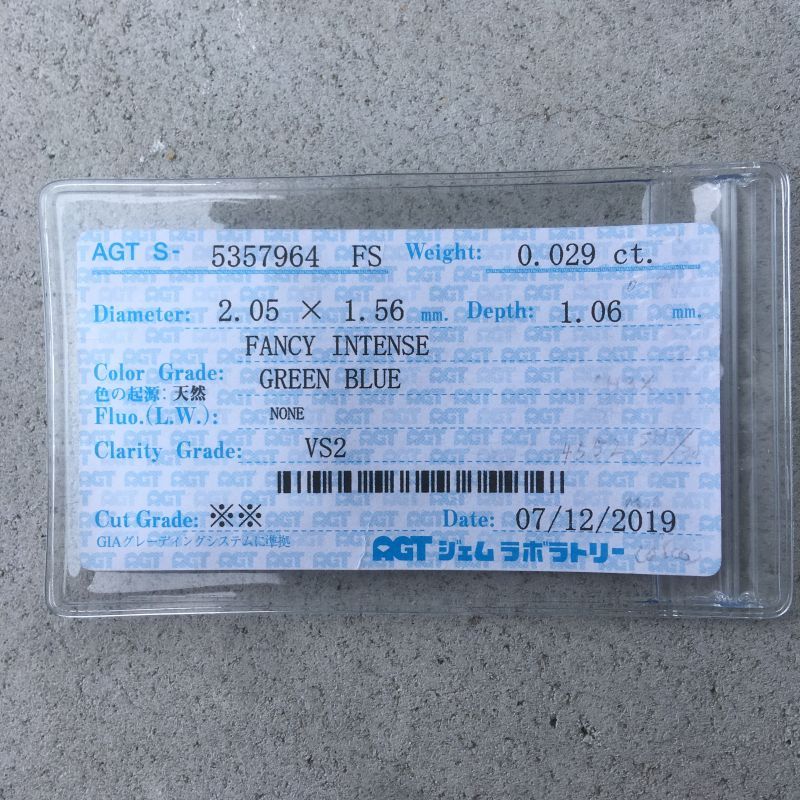 AGT S- 5357964 FS Weight: 0.029 ct.
Diameter: 2.05 × 1.56 mm. Depth: 1.06 mm.
FANCY INTENSE
Color Grade: GREEN BLUE
色の起源: 天然
Fluo.(L.W.): NONE
Clarity Grade: VS2
Cut Grade: ※※ Date: 07/12/2019
GIAグレーディングシステムに準拠
AGT ジェムラボラトリー